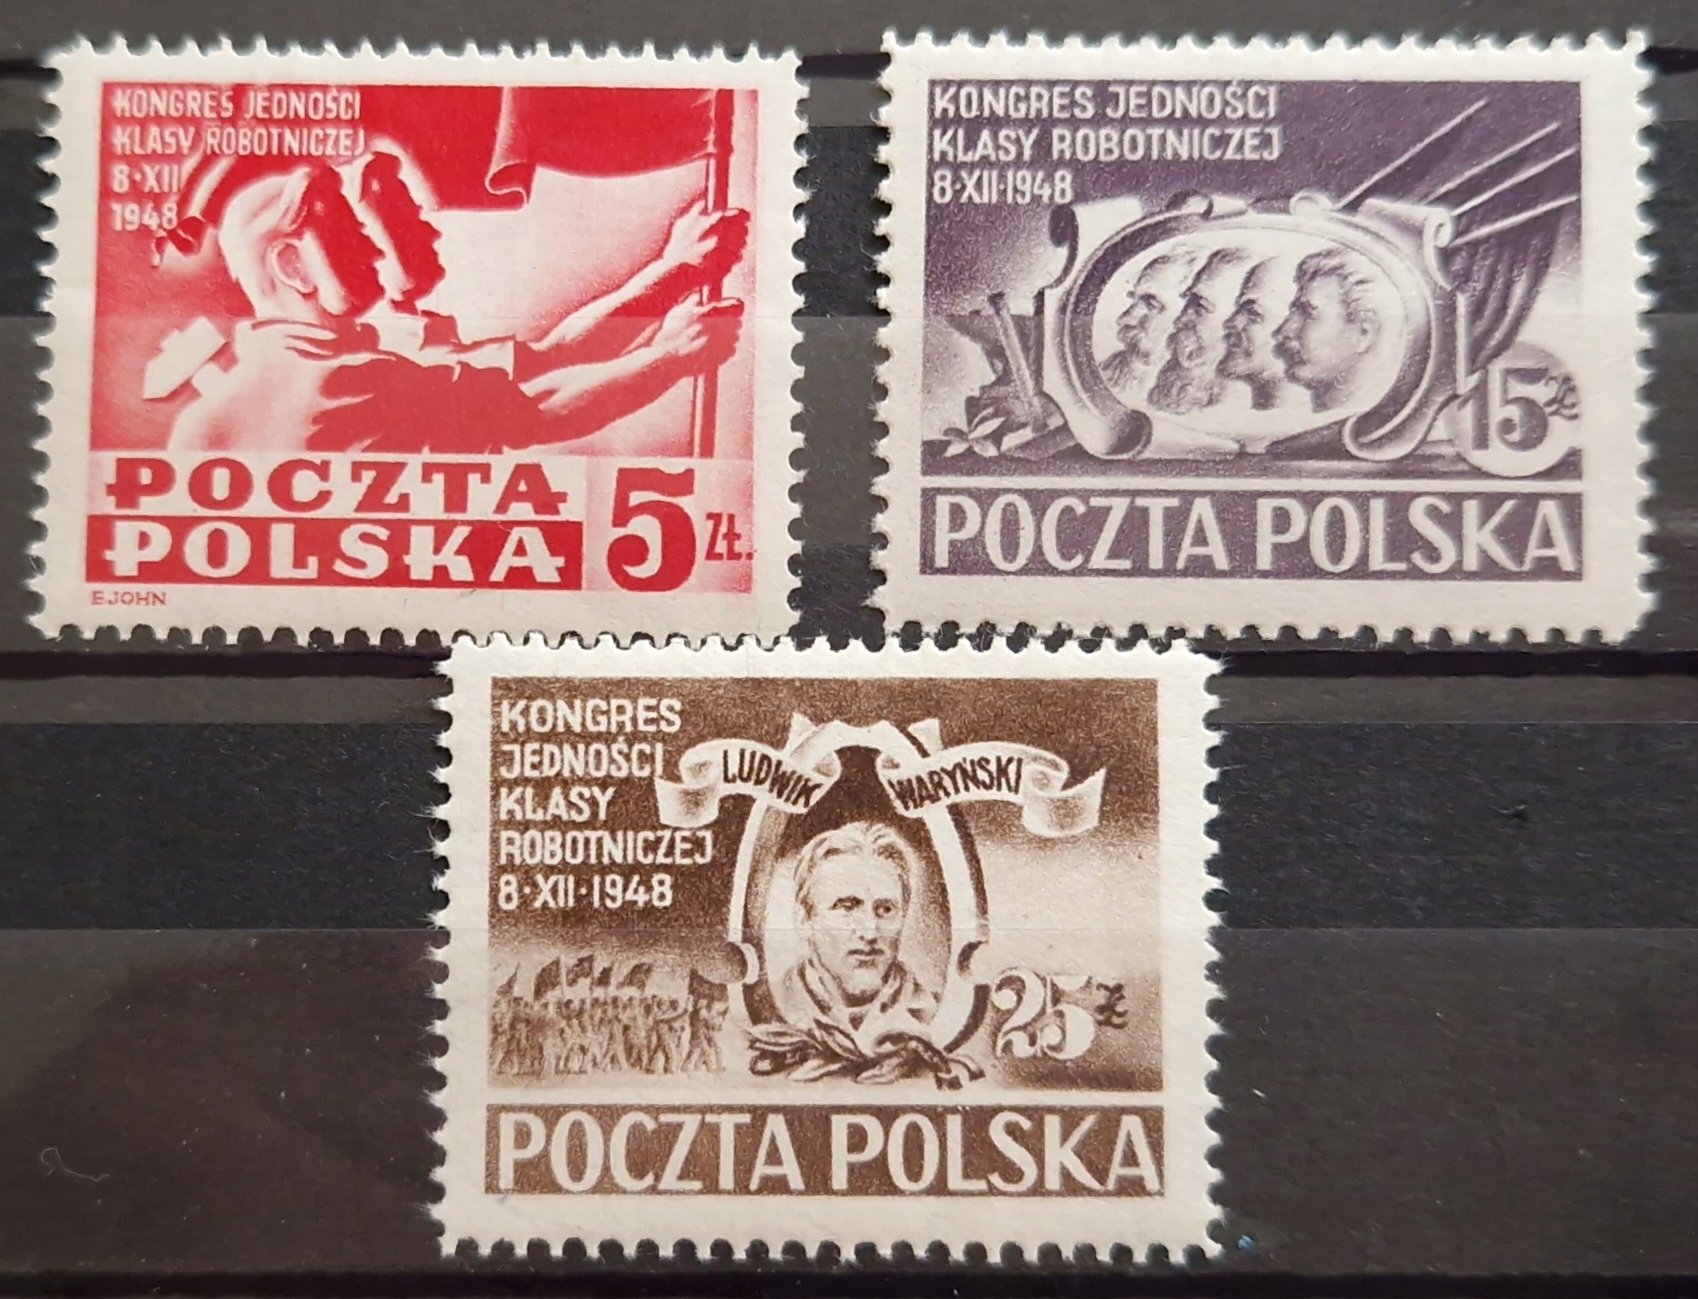 KONGRES JEDNOŚCI
KLASY ROBOTNICZEJ
8·XII
1948
POCZTA
POLSKA
5 ZŁ.
E.JOHN
KONGRES JEDNOŚCI
KLASY ROBOTNICZEJ
8·XII·1948
15 ZŁ
POCZTA POLSKA
KONGRES
JEDNOŚCI
KLASY
ROBOTNICZEJ
8·XII·1948
LUDWIK WARYŃSKI
25 ZŁ
POCZTA POLSKA